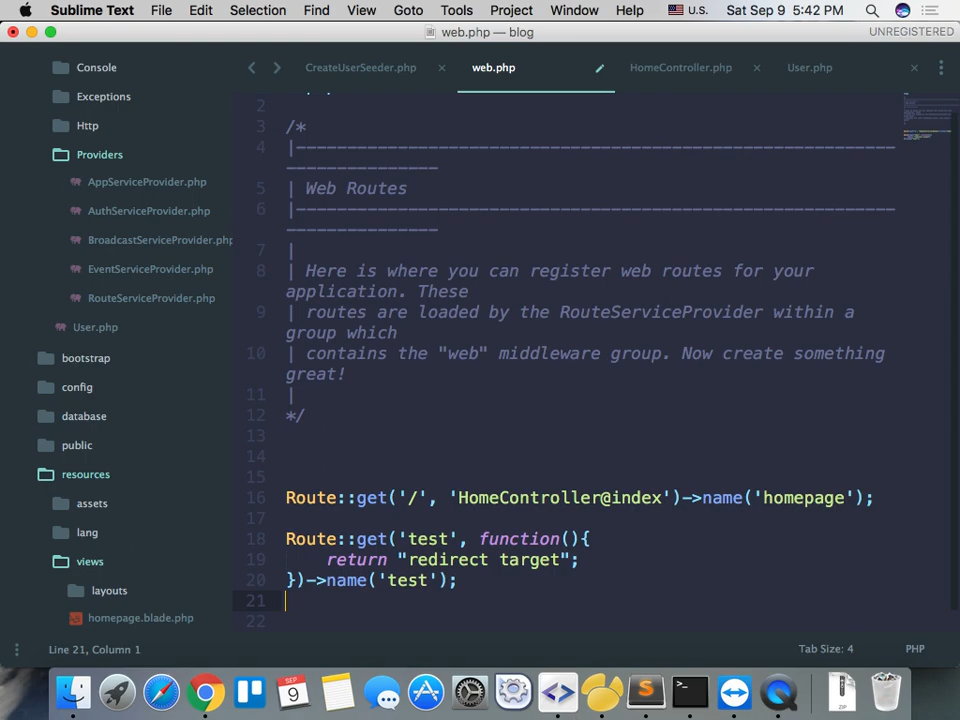 Sublime Text File Edit Selection Find View Goto Tools Project Window Help U.S. Sat Sep 9 5:42 PM
web.php — blog UNREGISTERED
CreateUserSeeder.php × web.php HomeController.php × User.php ×
Console
Exceptions
Http
Providers
AppServiceProvider.php
AuthServiceProvider.php
BroadcastServiceProvider.php
EventServiceProvider.php
RouteServiceProvider.php
User.php
bootstrap
config
database
public
resources
assets
lang
views
layouts
homepage.blade.php
2
3 /*
4 |-----------------------------------------------------------
---------------
5 | Web Routes
6 |-----------------------------------------------------------
---------------
7 |
8 | Here is where you can register web routes for your
application. These
9 | routes are loaded by the RouteServiceProvider within a
group which
10 | contains the "web" middleware group. Now create something
great!
11 |
12 */
13
14
15
16 Route::get('/', 'HomeController@index')->name('homepage');
17
18 Route::get('test', function(){
19 return "redirect target";
20 })->name('test');
21
22
Line 21, Column 1 Tab Size: 4 PHP
SEP
9
ZIP